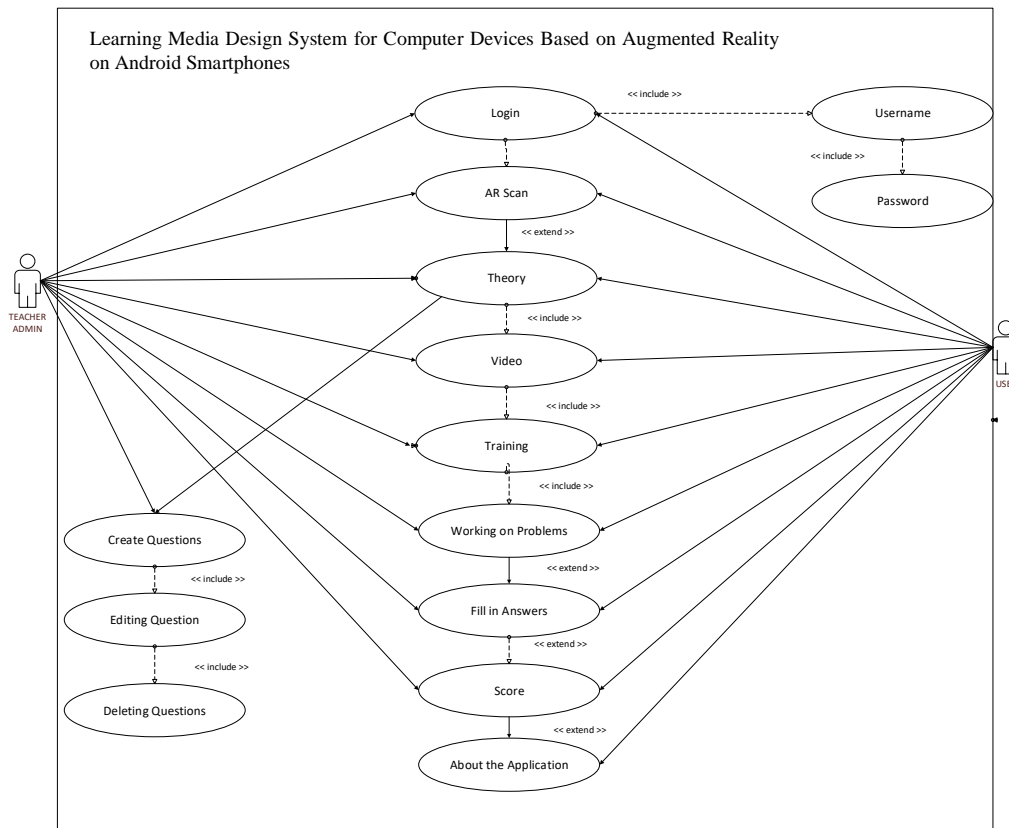 Learning Media Design System for Computer Devices Based on Augmented Reality
on Android Smartphones
Login
<< include >>
Username
<< include >>
AR Scan
Password
<< extend >>
Theory
TEACHER
ADMIN
<< include >>
Video
USE
<< include >>
Training
<< include >>
Working on Problems
Create Questions
<< extend >>
<< include >>
Fill in Answers
Editing Question
<< extend >>
<< include >>
Score
Deleting Questions
<< extend >>
About the Application